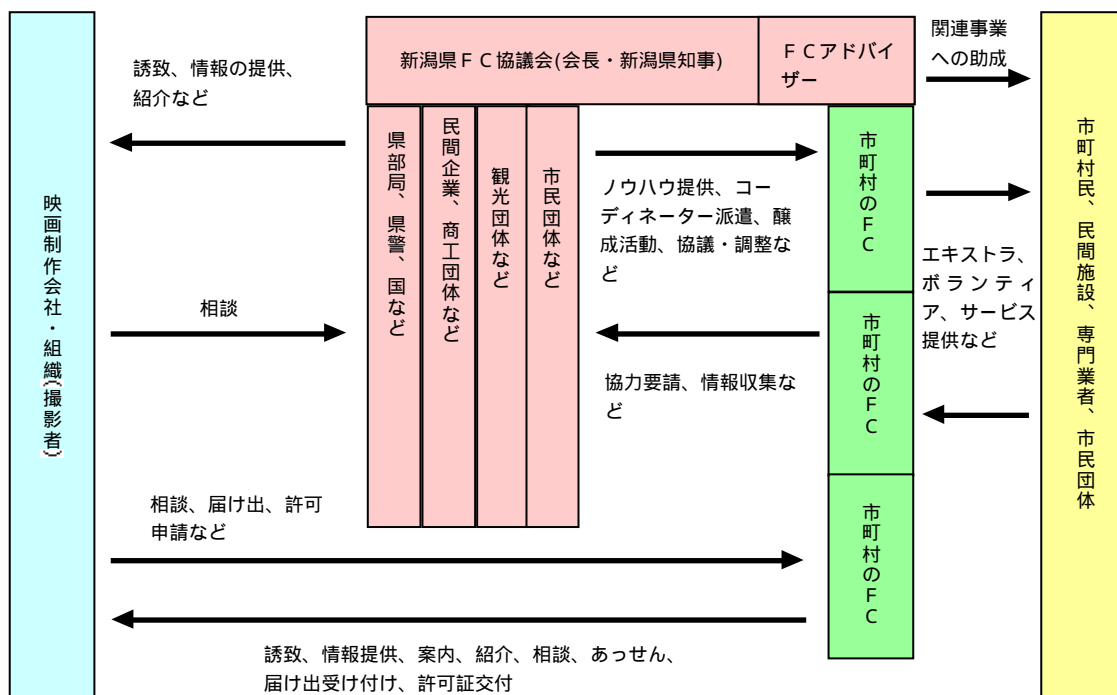 新潟県ＦＣ協議会(会長・新潟県知事)
ＦＣアドバイ
ザー
関連事業
への助成
誘致、情報の提供、
紹介など
映画制作会社・組織(撮影者)
県部局、県警、国など
民間企業、商工団体など
観光団体など
市民団体など
ノウハウ提供、コー
ディネーター派遣、醸
成活動、協議・調整な
ど
市町村のＦＣ
エキストラ、
ボランティ
ア、サービス
提供など
市町村民、民間施設、専門業者、市民団体
相談
協力要請、情報収集な
ど
市町村のＦＣ
相談、届け出、許可
申請など
市町村のＦＣ
誘致、情報提供、案内、紹介、相談、あっせん、
届け出受け付け、許可証交付